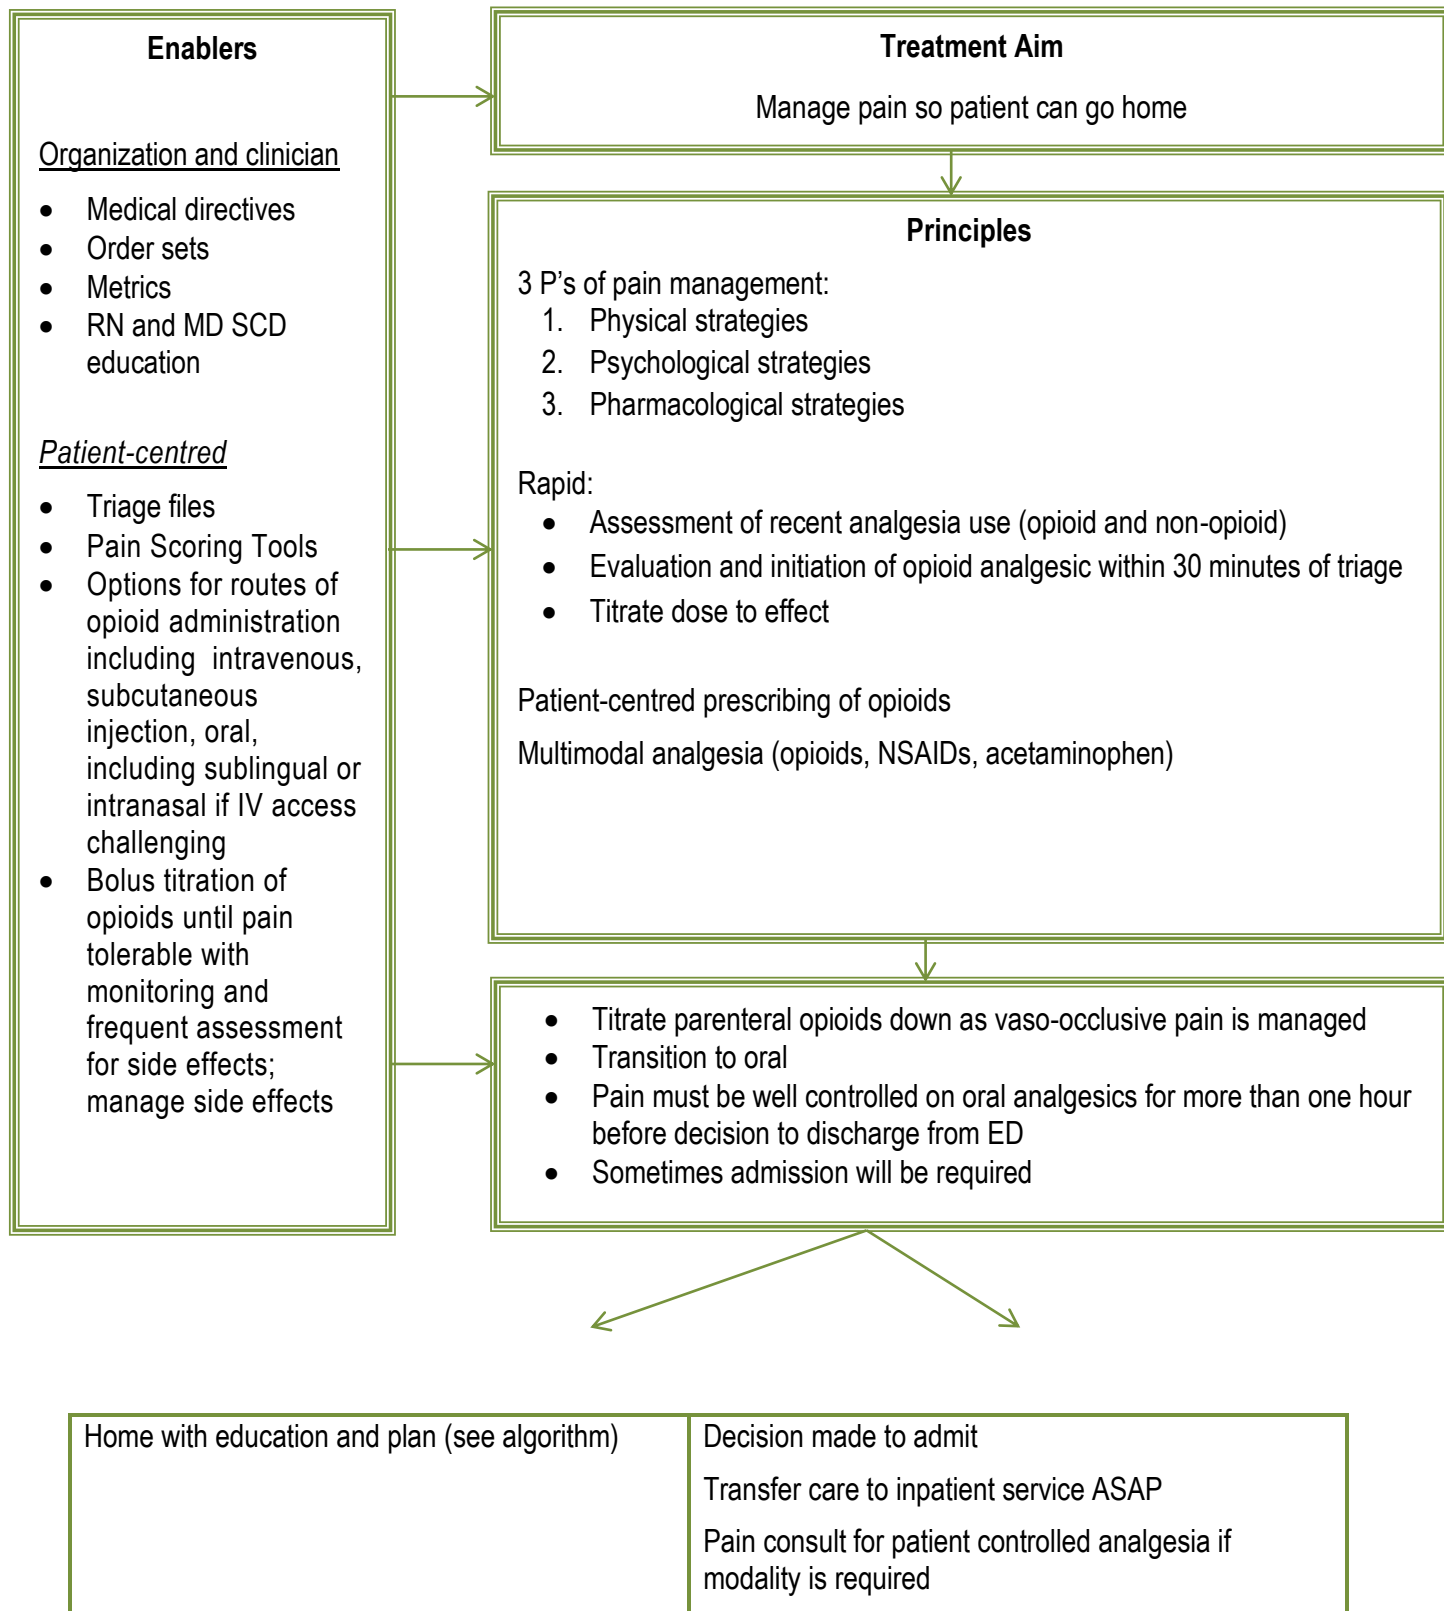 Enablers
Organization and clinician
• Medical directives
• Order sets
• Metrics
• RN and MD SCD
education
Patient-centred
• Triage files
• Pain Scoring Tools
• Options for routes of
opioid administration
including intravenous,
subcutaneous
injection, oral,
including sublingual or
intranasal if IV access
challenging
• Bolus titration of
opioids until pain
tolerable with
monitoring and
frequent assessment
for side effects;
manage side effects
Treatment Aim
Manage pain so patient can go home
Principles
3 P's of pain management:
1. Physical strategies
2. Psychological strategies
3. Pharmacological strategies
Rapid:
• Assessment of recent analgesia use (opioid and non-opioid)
• Evaluation and initiation of opioid analgesic within 30 minutes of triage
• Titrate dose to effect
Patient-centred prescribing of opioids
Multimodal analgesia (opioids, NSAIDs, acetaminophen)
• Titrate parenteral opioids down as vaso-occlusive pain is managed
• Transition to oral
• Pain must be well controlled on oral analgesics for more than one hour
before decision to discharge from ED
• Sometimes admission will be required
Home with education and plan (see algorithm)
Decision made to admit
Transfer care to inpatient service ASAP
Pain consult for patient controlled analgesia if
modality is required